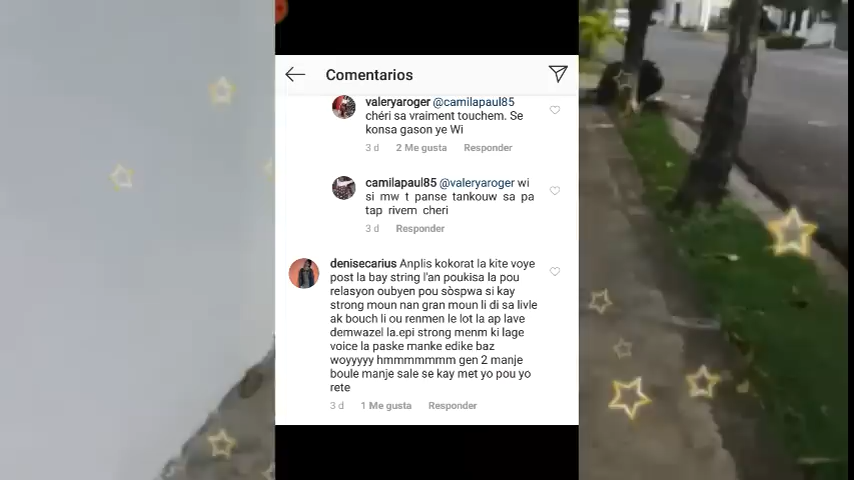 Comentarios
valeryaroger @camilapaul85
chéri sa vraiment touchem. Se
konsa gason ye Wi
3 d 2 Me gusta Responder
camilapaul85 @valeryaroger wi
si mw t panse tankouw sa pa
tap rivem cheri
3 d Responder
denisecarius Anplis kokorat la kite voye
post la bay string l'an poukisa la pou
relasyon oubyen pou sòspwa si kay
strong moun nan gran moun li di sa livle
ak bouch li ou renmen le lot la ap lave
demwazel la.epi strong menm ki lage
voice la paske manke edike baz
woyyyy hmmmmmmm gen 2 manje
boule manje sale se kay met yo pou yo
rete
3 d 1 Me gusta Responder